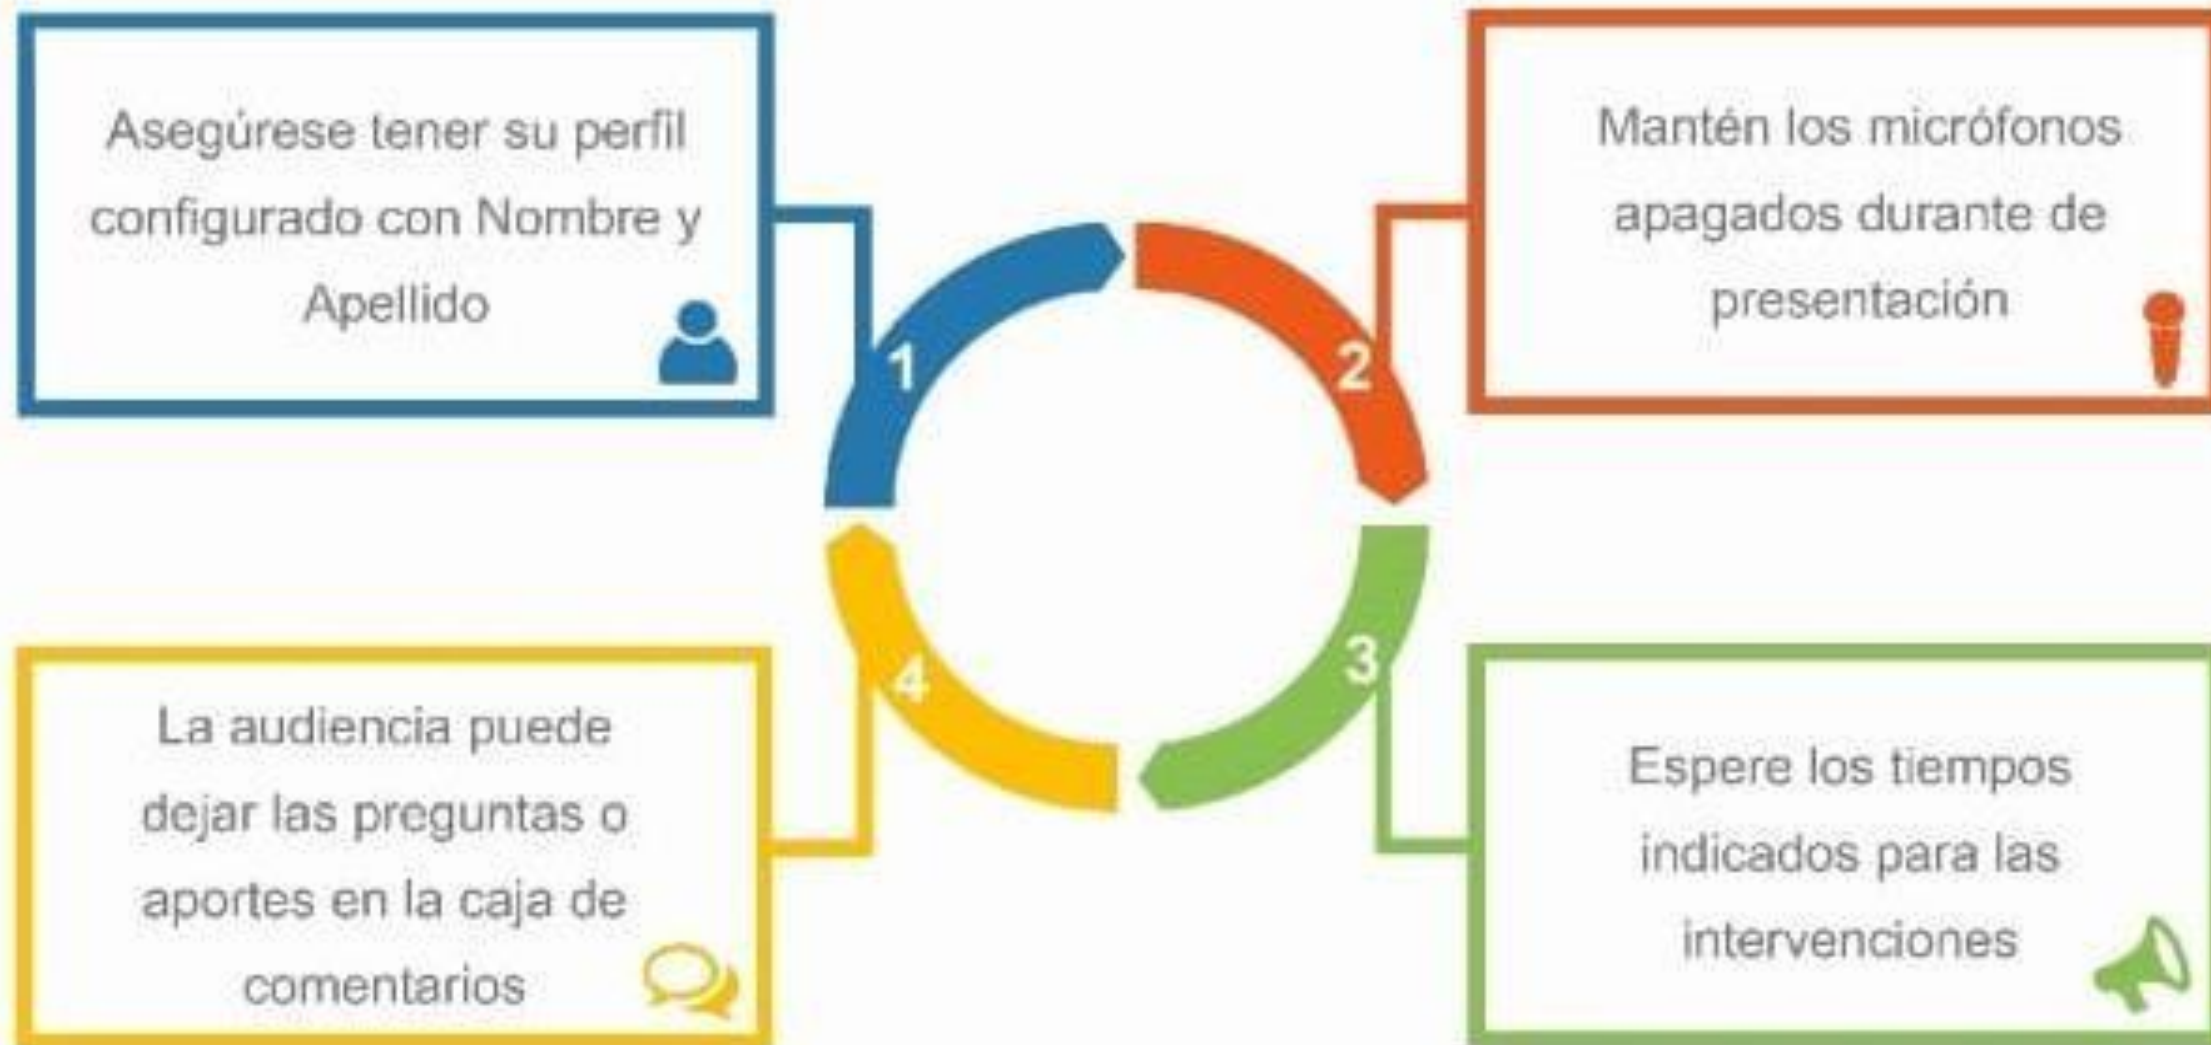 Asegúrese tener su perfil
configurado con Nombre y
Apellido
1
Mantén los micrófonos
apagados durante de
presentación
2
Espere los tiempos
indicados para las
intervenciones
3
La audiencia puede
dejar las preguntas o
aportes en la caja de
comentarios
4